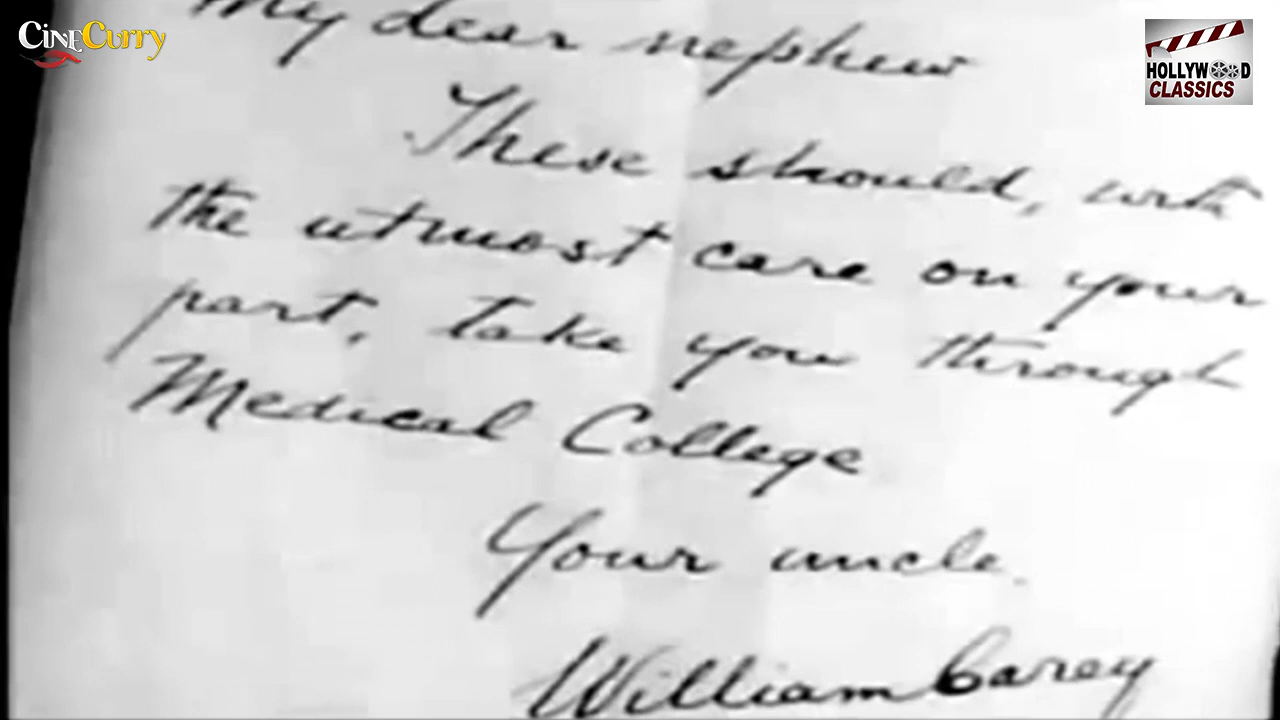 CINECURRY
HOLLYWOOD
CLASSICS
My dear nephew
These should, with
the utmost care on your
part, take you through
Medical College
Your uncle.
William Carey